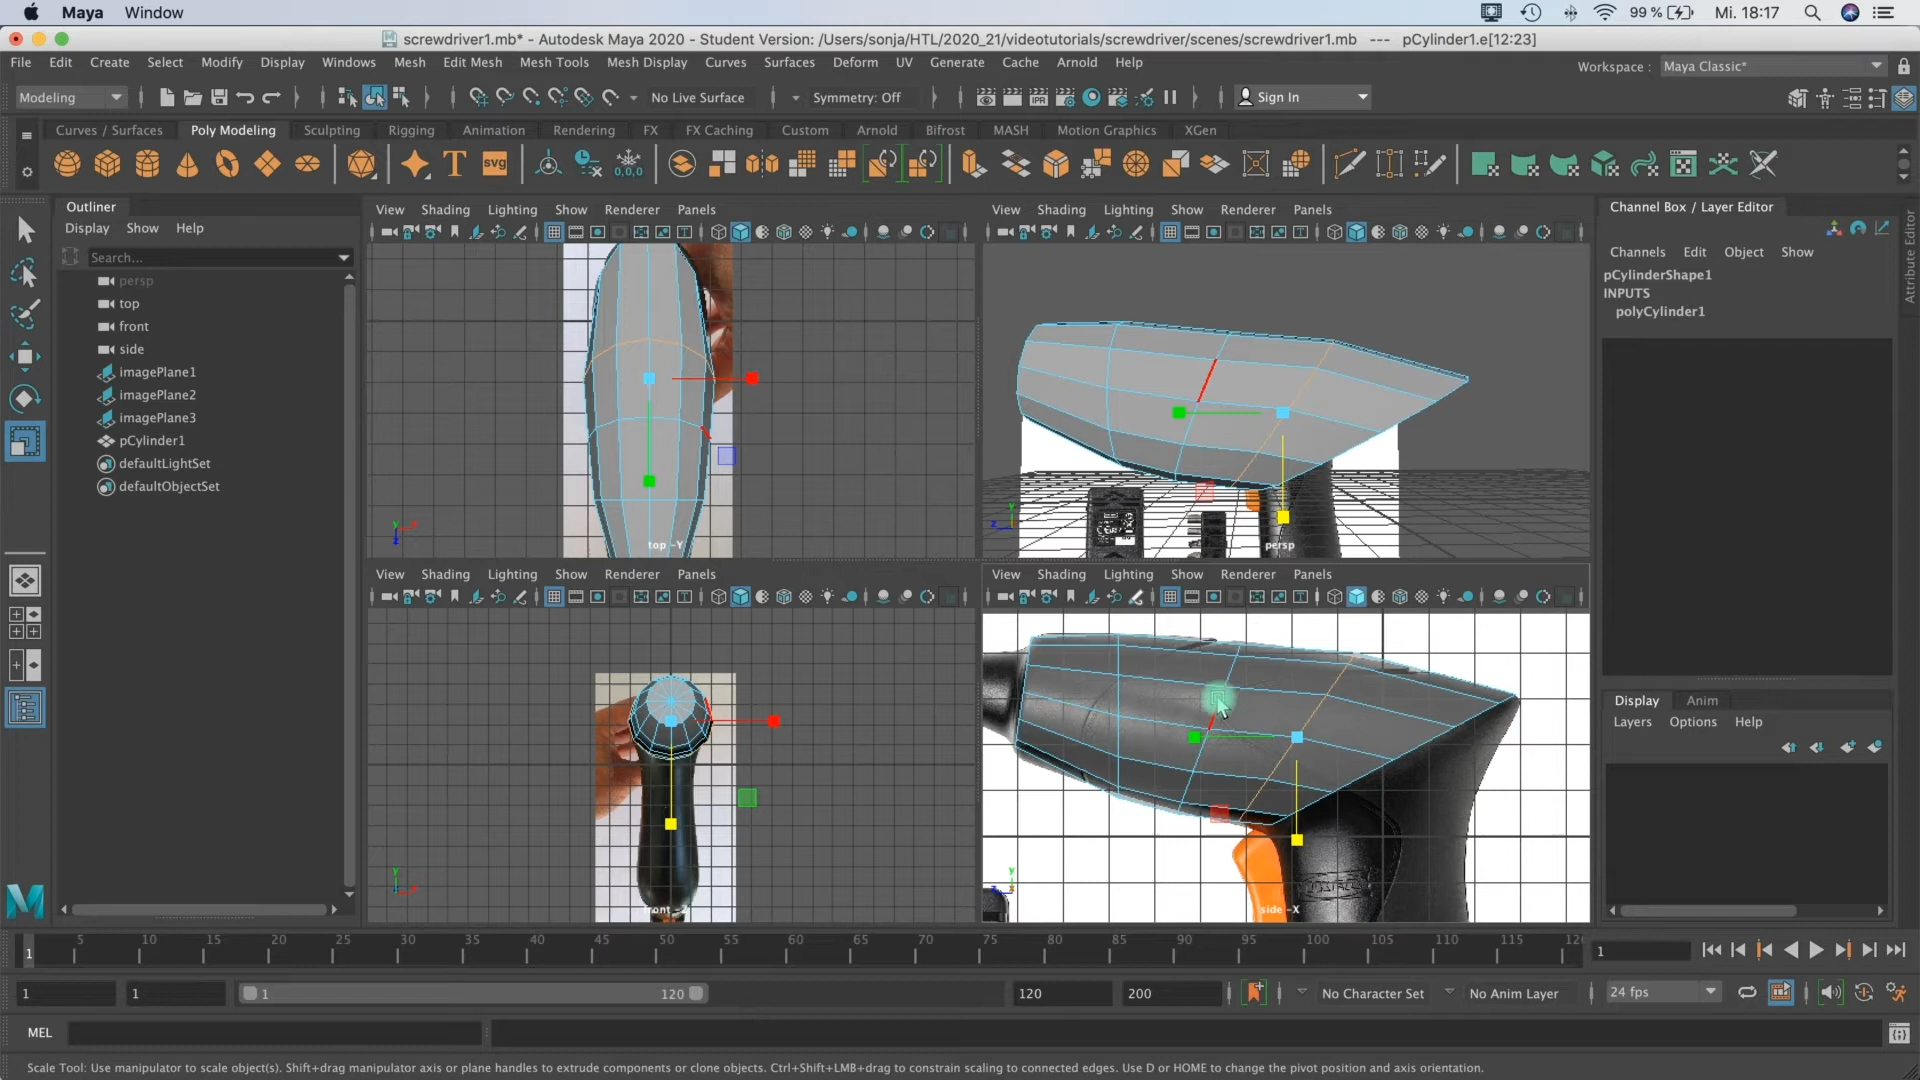 Maya Window
99 % Mi. 18:17
screwdriver1.mb* - Autodesk Maya 2020 - Student Version: /Users/sonja/HTL/2020_21/videotutorials/screwdriver/scenes/screwdriver1.mb --- pCylinder1.e[12:23]
File Edit Create Select Modify Display Windows Mesh Edit Mesh Mesh Tools Mesh Display Curves Surfaces Deform UV Generate Cache Arnold Help
Workspace : Maya Classic*
Modeling No Live Surface Symmetry: Off IPR Sign In
Curves / Surfaces Poly Modeling Sculpting Rigging Animation Rendering FX FX Caching Custom Arnold Bifrost MASH Motion Graphics XGen
T svg 0,0,0
Outliner
Display Show Help
Search...
persp
top
front
side
imagePlane1
imagePlane2
imagePlane3
pCylinder1
defaultLightSet
defaultObjectSet
View Shading Lighting Show Renderer Panels
top -Y
View Shading Lighting Show Renderer Panels
persp
View Shading Lighting Show Renderer Panels
front -Z
View Shading Lighting Show Renderer Panels
side -X
Channel Box / Layer Editor
Channels Edit Object Show
pCylinderShape1
INPUTS
polyCylinder1
Attribute Editor
Display Anim
Layers Options Help
1 5 10 15 20 25 30 35 40 45 50 55 60 65 70 75 80 85 90 95 100 105 110 115 1
1 1 1 120 120 200 No Character Set No Anim Layer 24 fps
MEL
Scale Tool: Use manipulator to scale object(s). Shift+drag manipulator axis or plane handles to extrude components or clone objects. Ctrl+Shift+LMB+drag to constrain scaling to connected edges. Use D or HOME to change the pivot position and axis orientation.